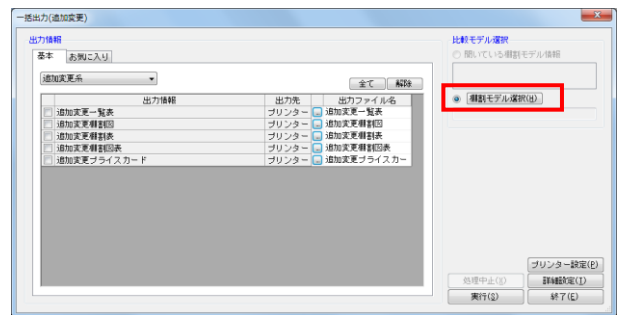 一括出力(追加変更)
出力情報
基本 お気に入り
追加変更系
全て 解除
出力情報 出力先 出力ファイル名
追加変更一覧表 プリンター ... 追加変更一覧表
追加変更棚割図 プリンター ... 追加変更棚割図
追加変更棚割表 プリンター ... 追加変更棚割表
追加変更棚割図表 プリンター ... 追加変更棚割図表
追加変更プライスカード プリンター ... 追加変更プライスカー
比較モデル選択
開いている棚割モデル情報
棚割モデル選択(H)
プリンター設定(P)
処理中止(X) 詳細設定(I)
実行(S) 終了(E)